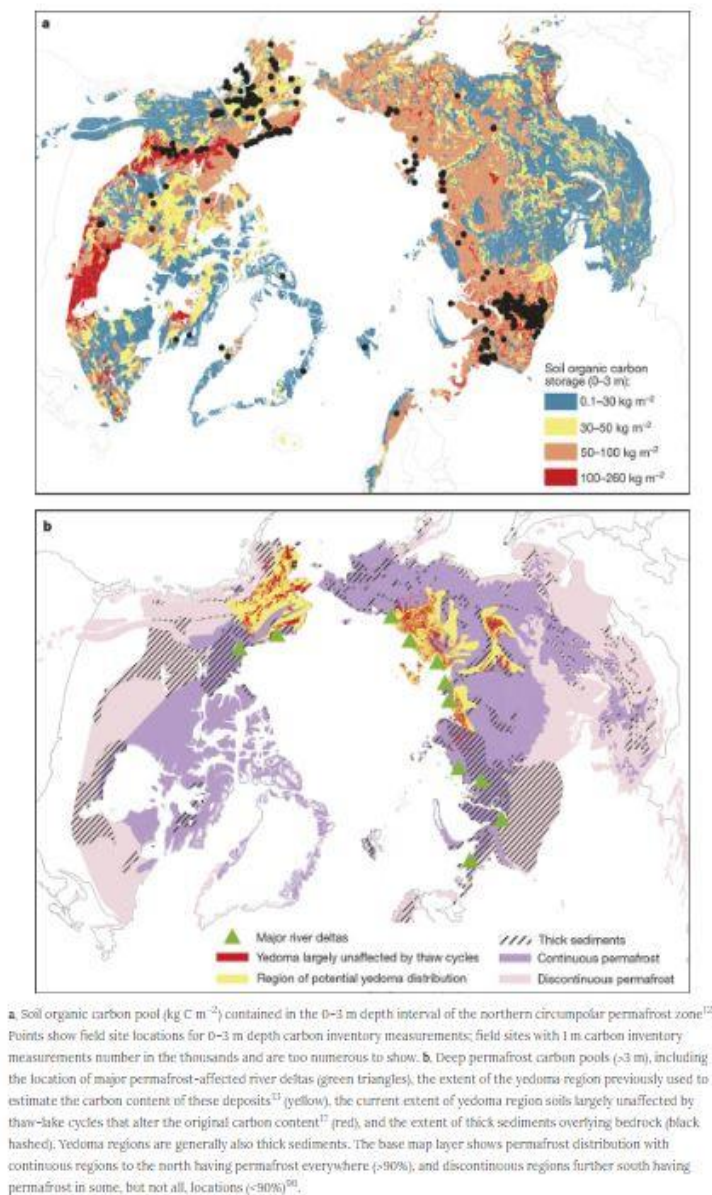 a
Soil organic carbon
storage (0–3 m):
0.1–30 kg m⁻²
30–50 kg m⁻²
50–100 kg m⁻²
100–260 kg m⁻²
b
Major river deltas
Yedoma largely unaffected by thaw cycles
Region of potential yedoma distribution
Thick sediments
Continuous permafrost
Discontinuous permafrost
a, Soil organic carbon pool (kg C m⁻²) contained in the 0–3 m depth interval of the northern circumpolar permafrost zone¹².
Points show field site locations for 0–3 m depth carbon inventory measurements; field sites with 1 m carbon inventory
measurements number in the thousands and are too numerous to show. b, Deep permafrost carbon pools (>3 m), including
the location of major permafrost-affected river deltas (green triangles), the extent of the yedoma region previously used to
estimate the carbon content of these deposits¹³ (yellow), the current extent of yedoma region soils largely unaffected by
thaw-lake cycles that alter the original carbon content¹⁷ (red), and the extent of thick sediments overlying bedrock (black
hashed). Yedoma regions are generally also thick sediments. The base map layer shows permafrost distribution with
continuous regions to the north having permafrost everywhere (>90%), and discontinuous regions further south having
permafrost in some, but not all, locations (<90%)⁹⁶.